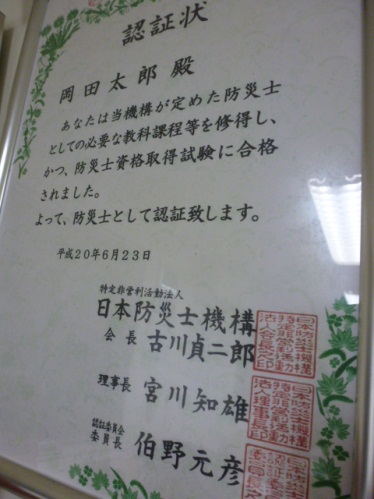 認証状
岡田太郎 殿
あなたは当機構が定めた防災士
としての必要な教科課程等を修得し、
かつ、防災士資格取得試験に合格
されました。
よって、防災士として認証致します。
平成20年6月23日
特定非営利活動法人
日本防災士機構
会長 古川貞二郎
理事長 宮川知雄
認証委員会
委員長 伯野元彦